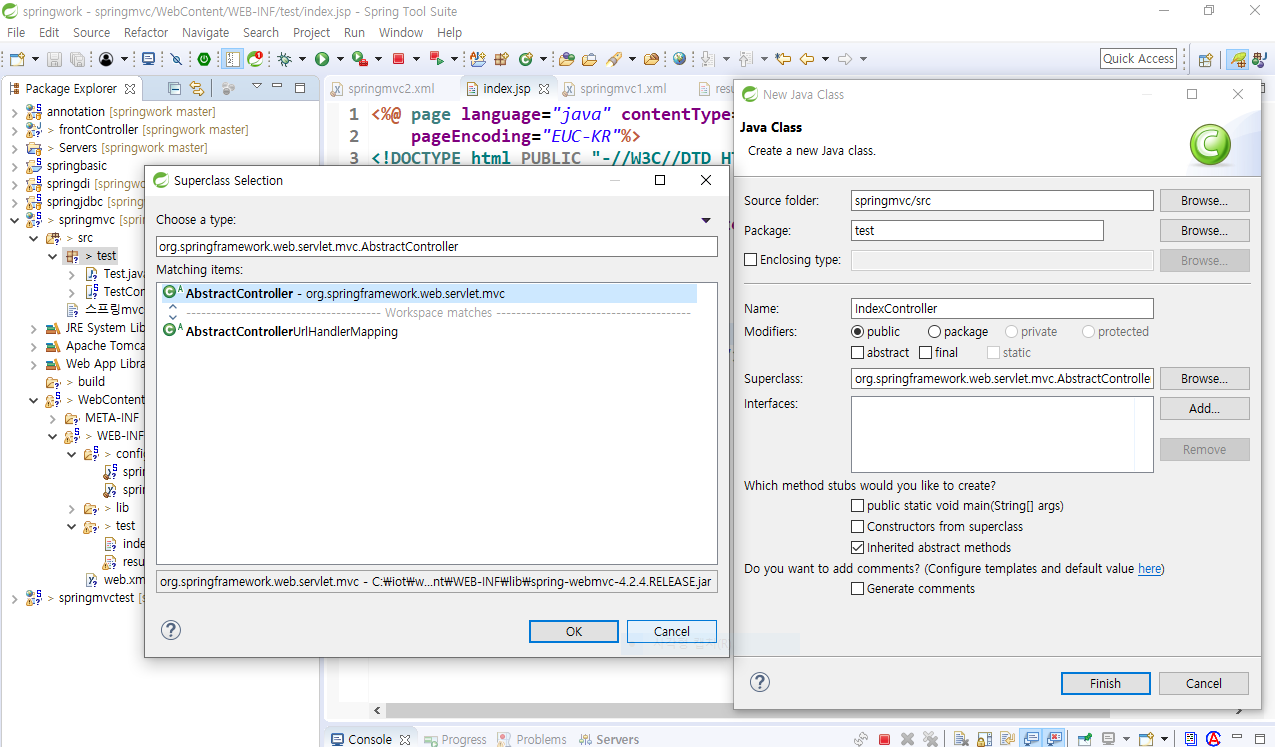 springwork - springmvc/WebContent/WEB-INF/test/index.jsp - Spring Tool Suite
File Edit Source Refactor Navigate Search Project Run Window Help
Quick Access
Package Explorer
annotation [springwork master]
> frontController [springwork master]
> Servers [springwork master]
springbasic
springdi [springwo
springjdbc [spring
> springmvc [spri
> src
> test
Test.java
TestCon
스프링mvc
JRE System Lib
Apache Tomca
Web App Libra
> build
> WebContent
META-INF
> WEB-INF
> confi
sprin
sprin
> lib
> test
inde
resu
web.xm
> springmvctest [s
springmvc2.xml
index.jsp
springmvc1.xml
resu
1 <%@ page language="java" contentType=
2 pageEncoding="EUC-KR"%>
3 <!DOCTYPE html PUBLIC "-//W3C//DTD HT
Superclass Selection
Choose a type:
org.springframework.web.servlet.mvc.AbstractController
Matching items:
AbstractController - org.springframework.web.servlet.mvc
Workspace matches
AbstractControllerUrlHandlerMapping
org.springframework.web.servlet.mvc - C:₩iot₩w...nt₩WEB-INF₩lib₩spring-webmvc-4.2.4.RELEASE.jar
OK
Cancel
New Java Class
Java Class
Create a new Java class.
Source folder:
springmvc/src
Browse...
Package:
test
Browse...
Enclosing type:
Browse...
Name:
IndexController
Modifiers:
public package private protected
abstract final static
Superclass:
org.springframework.web.servlet.mvc.AbstractControlle
Browse...
Interfaces:
Add...
Remove
Which method stubs would you like to create?
public static void main(String[] args)
Constructors from superclass
Inherited abstract methods
Do you want to add comments? (Configure templates and default value here)
Generate comments
Finish
Cancel
Console
Progress
Problems
Servers